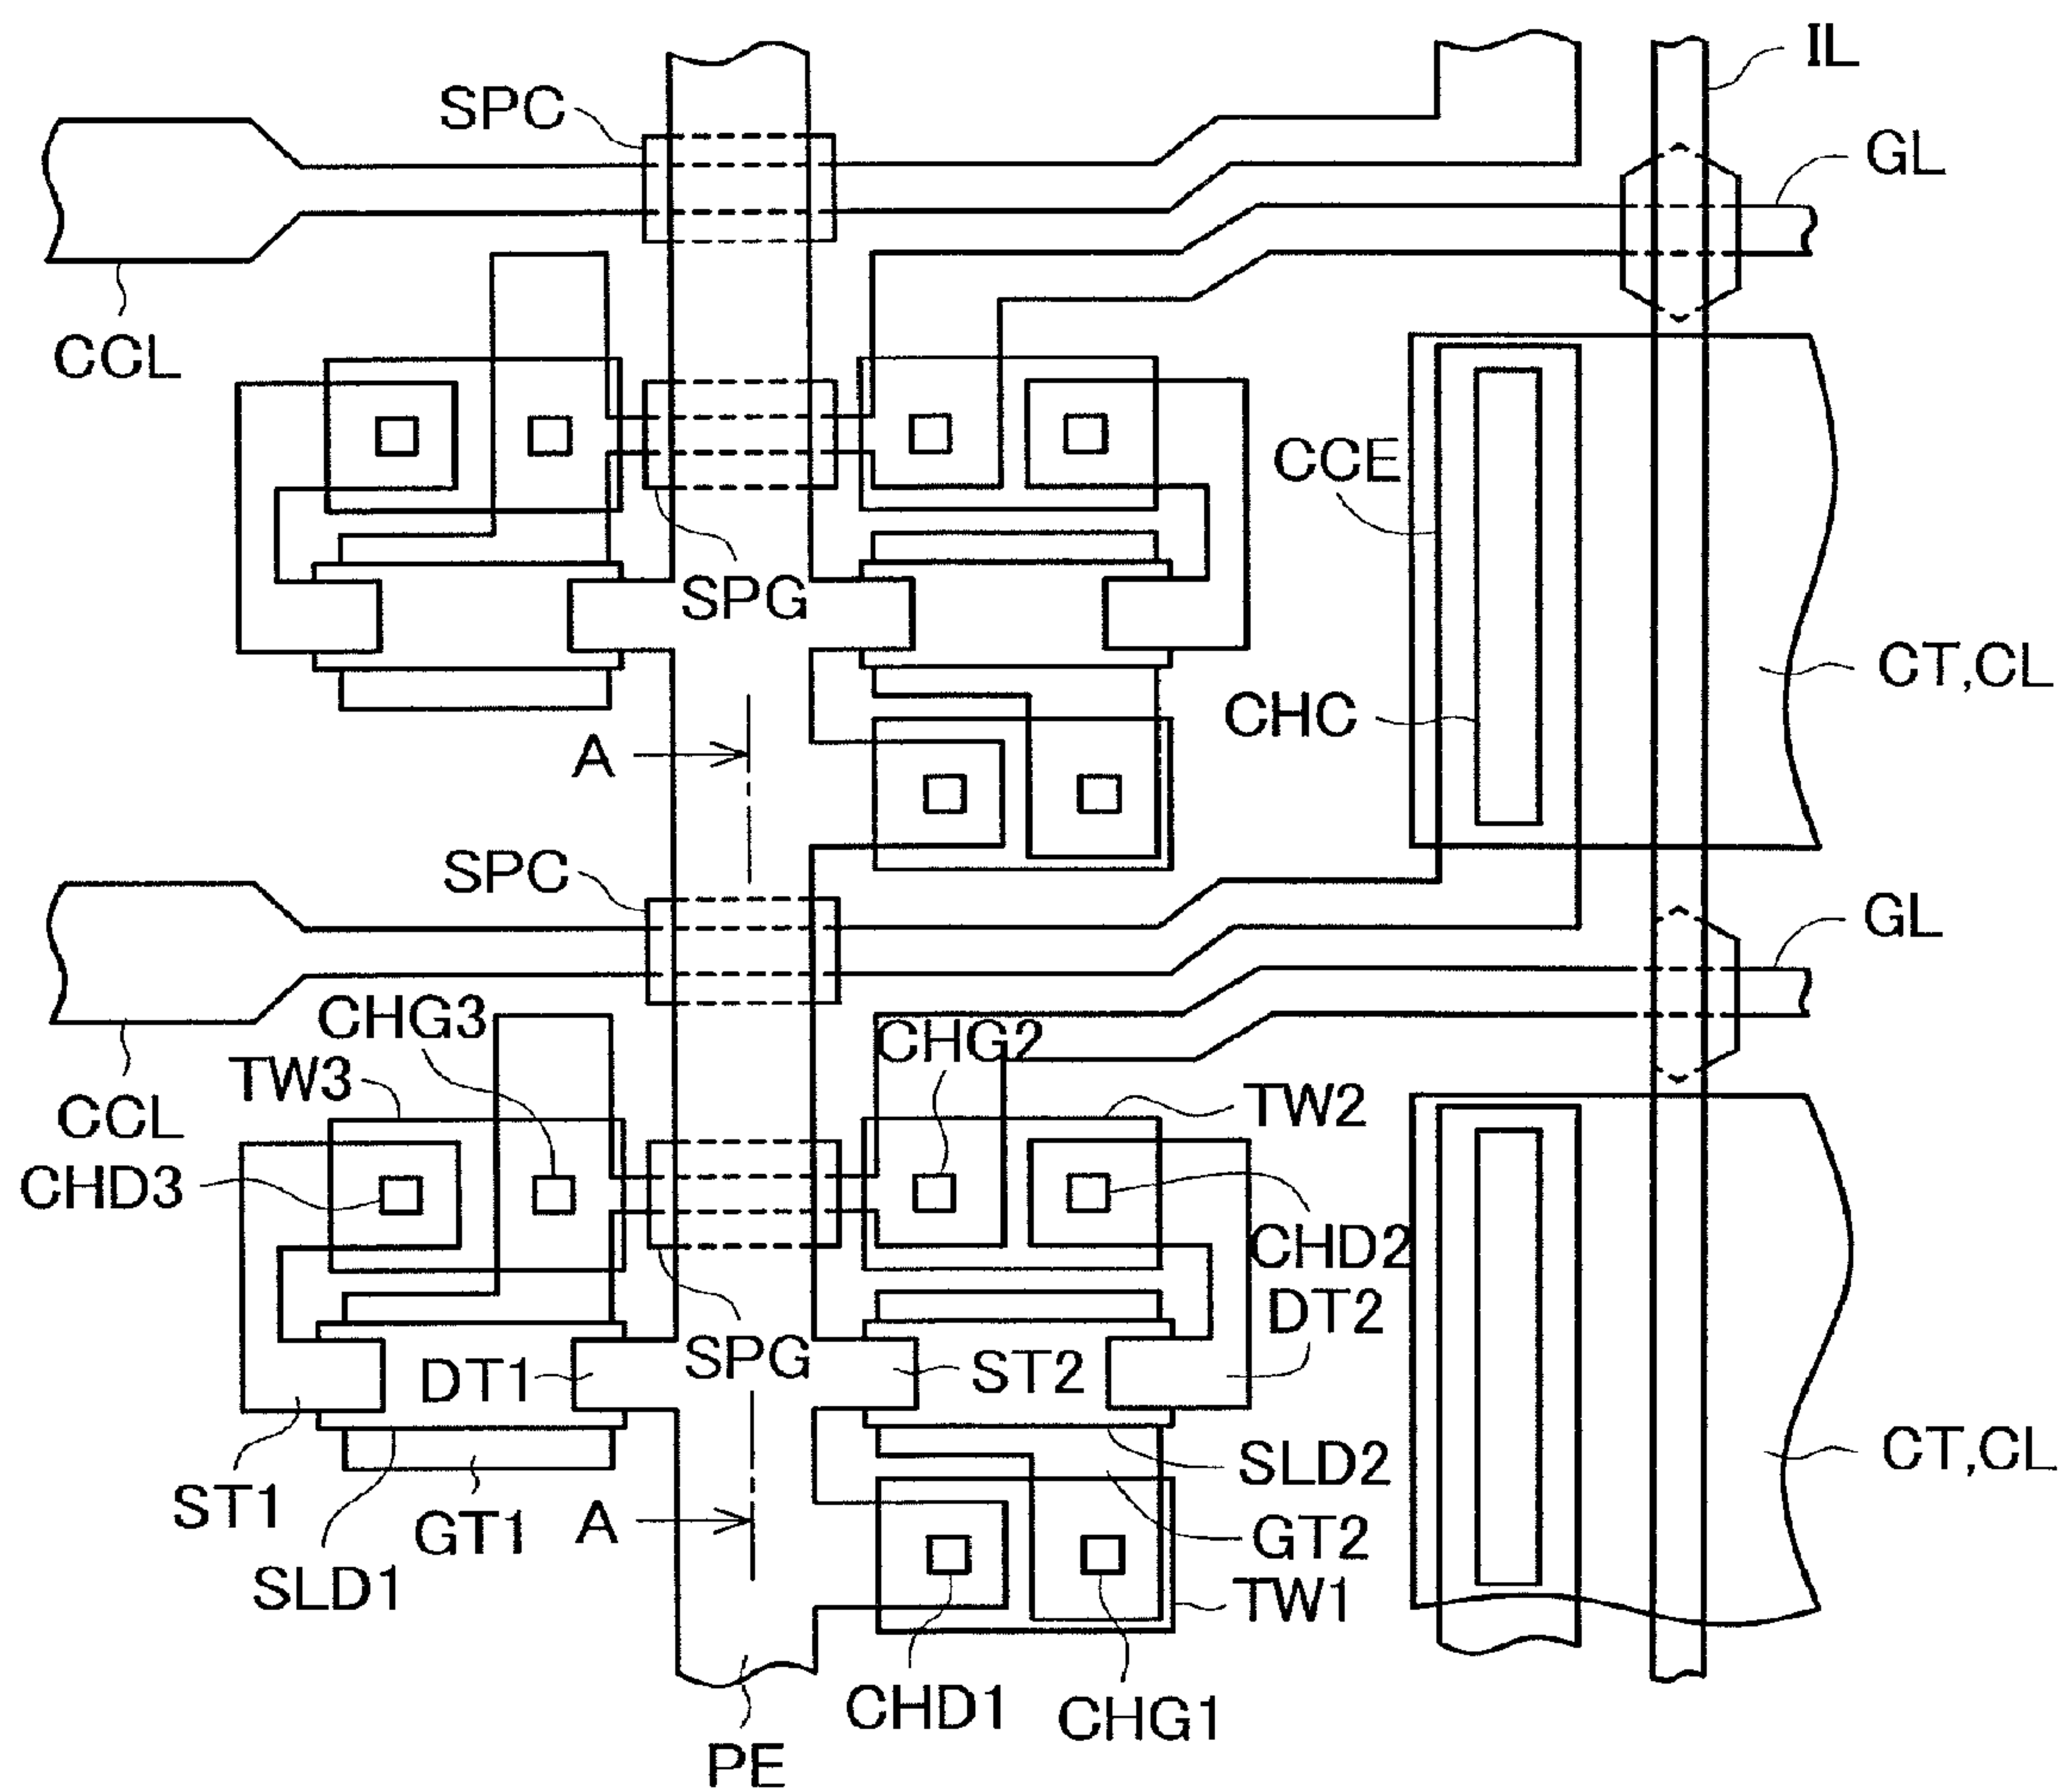 IL
SPC
GL
CCL
CCE
SPG
CT,CL
CHC
A
SPC
GL
CHG3
CHG2
TW3
TW2
CCL
CHD3
CHD2
DT2
SPG
DT1
ST2
SLD2
CT,CL
ST1
GT1
A
GT2
SLD1
TW1
CHD1
CHG1
PE